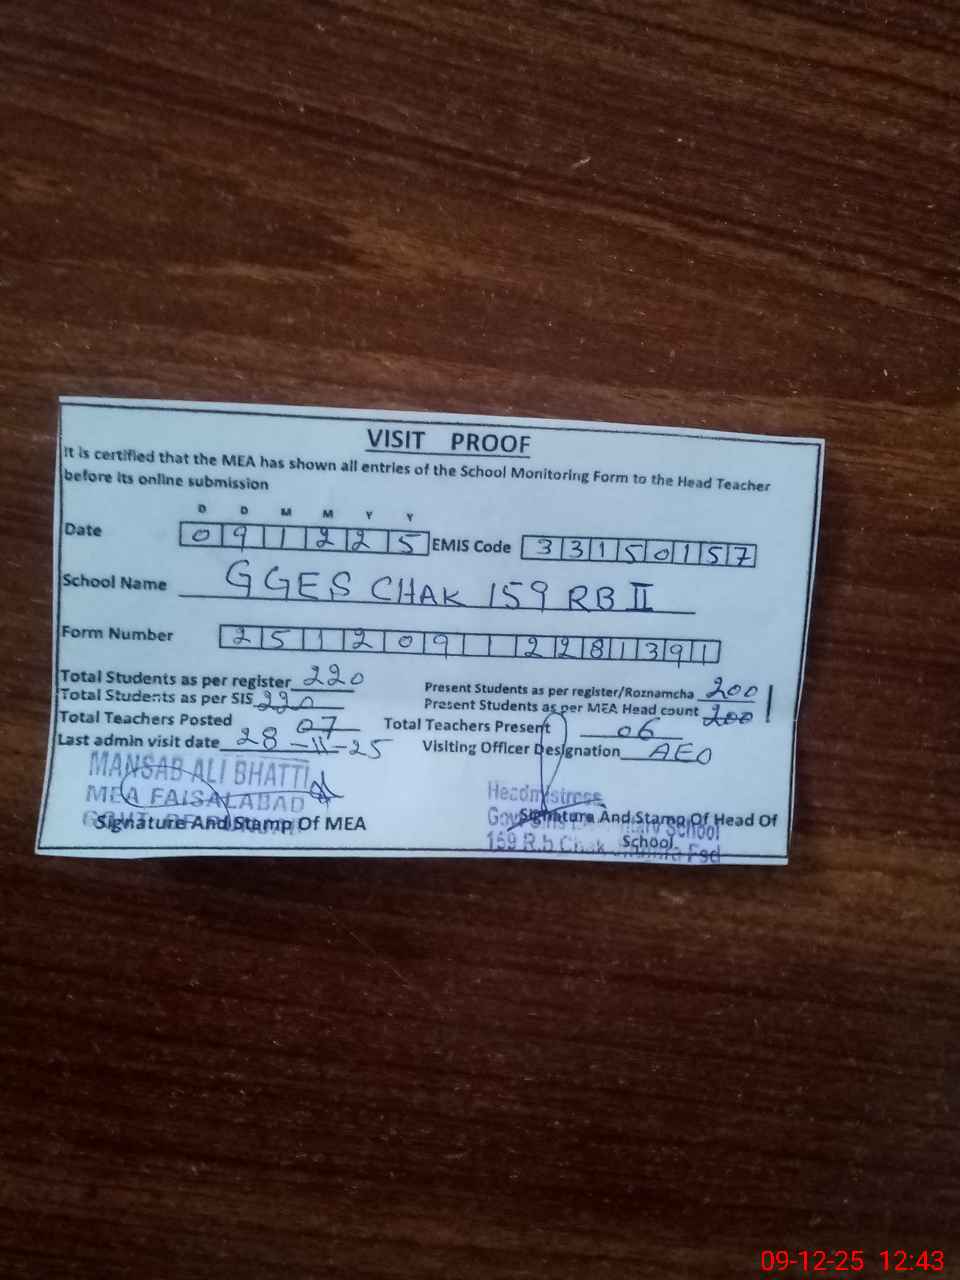 VISIT PROOF
It is certified that the MEA has shown all entries of the School Monitoring Form to the Head Teacher
before its online submission
D D M M Y Y
Date 0 9 1 2 2 5 EMIS Code 3 3 1 5 0 1 5 7
School Name GGES CHAK 159 RB II
Form Number 2 5 1 2 0 9 1 2 2 8 1 3 9 1
Total Students as per register 220 Present Students as per register/Roznamcha 200
Total Students as per SIS 220 Present Students as per MEA Head count 200
Total Teachers Posted 07 Total Teachers Present 06
Last admin visit date 28-11-25 Visiting Officer Designation AEO
MANSAB ALI BHATTI
MEA FAISALABAD
Signature And Stamp Of MEA
Headmistress
Signature And Stamp Of Head Of
School
School
159 R.b Fsd
09-12-25 12:43